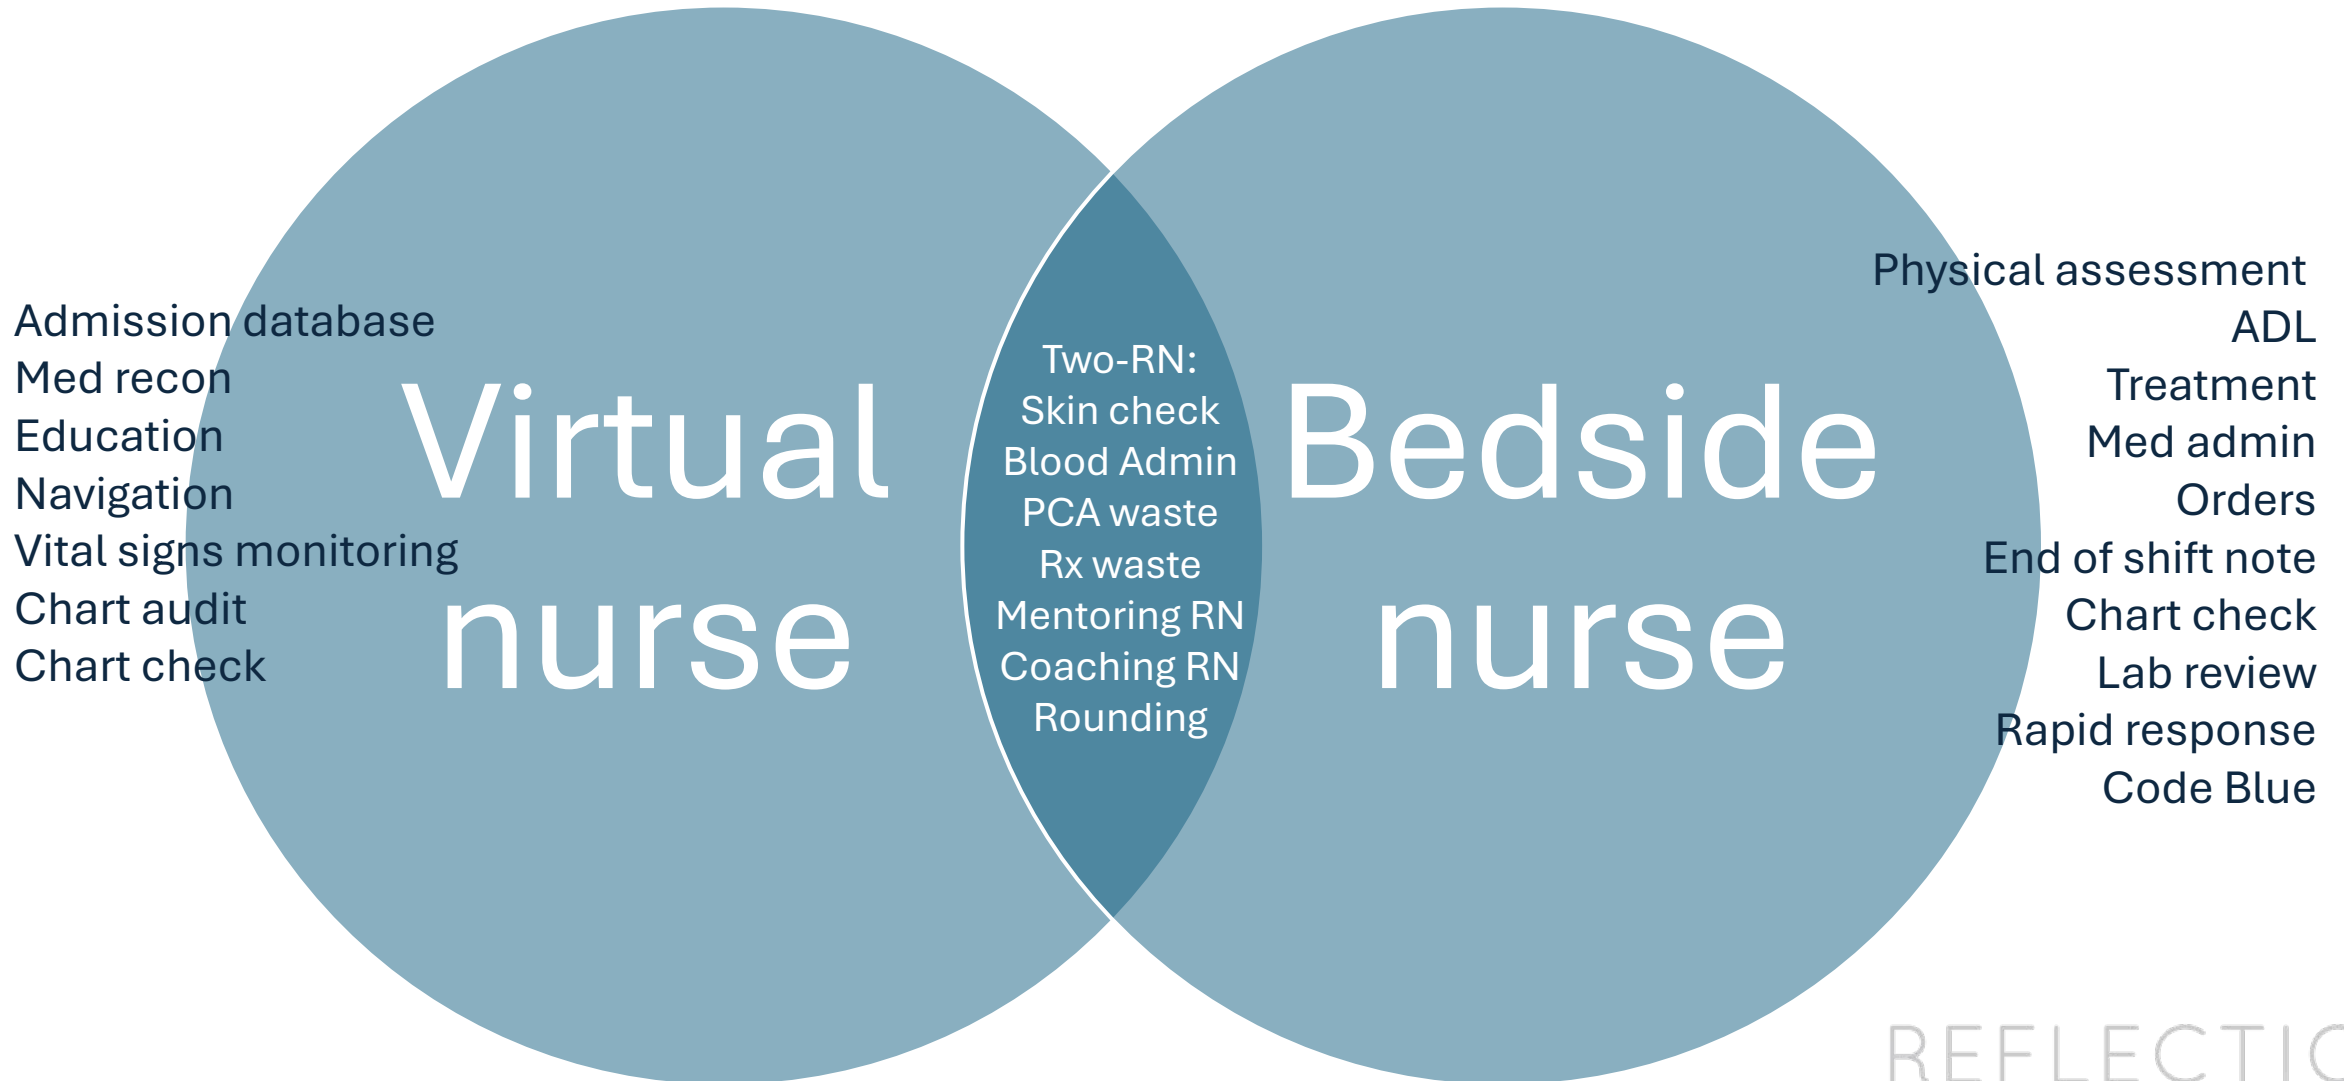 Admission database
Med recon
Education
Navigation
Vital signs monitoring
Chart audit
Chart check
Virtual
nurse
Two-RN:
Skin check
Blood Admin
PCA waste
Rx waste
Mentoring RN
Coaching RN
Rounding
Bedside
nurse
Physical assessment
ADL
Treatment
Med admin
Orders
End of shift note
Chart check
Lab review
Rapid response
Code Blue